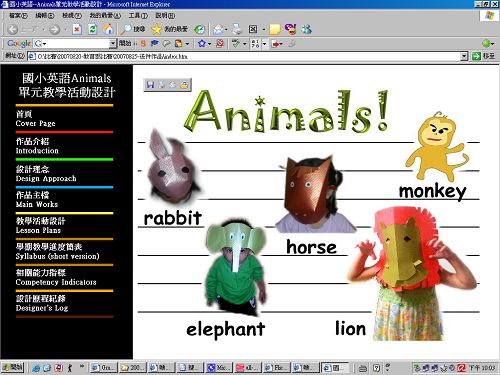 國小英語--Animals單元教學活動設計 - Microsoft Internet Explorer
檔案(F) 編輯(E) 檢視(V) 我的最愛(A) 工具(T) 說明(H)
上一頁 搜尋 我的最愛
Google 開始
網址(D) 移至
國小英語Animals
單元教學活動設計
首頁
Cover Page
作品介紹
Introduction
設計理念
Design Approach
作品主檔
Main Works
教學活動設計
Lesson Plans
學期教學進度簡表
Syllabus (short version)
相關能力指標
Competency Indicators
設計歷程紀錄
Designer's Log
Animals!
monkey
rabbit
horse
elephant
lion
開始